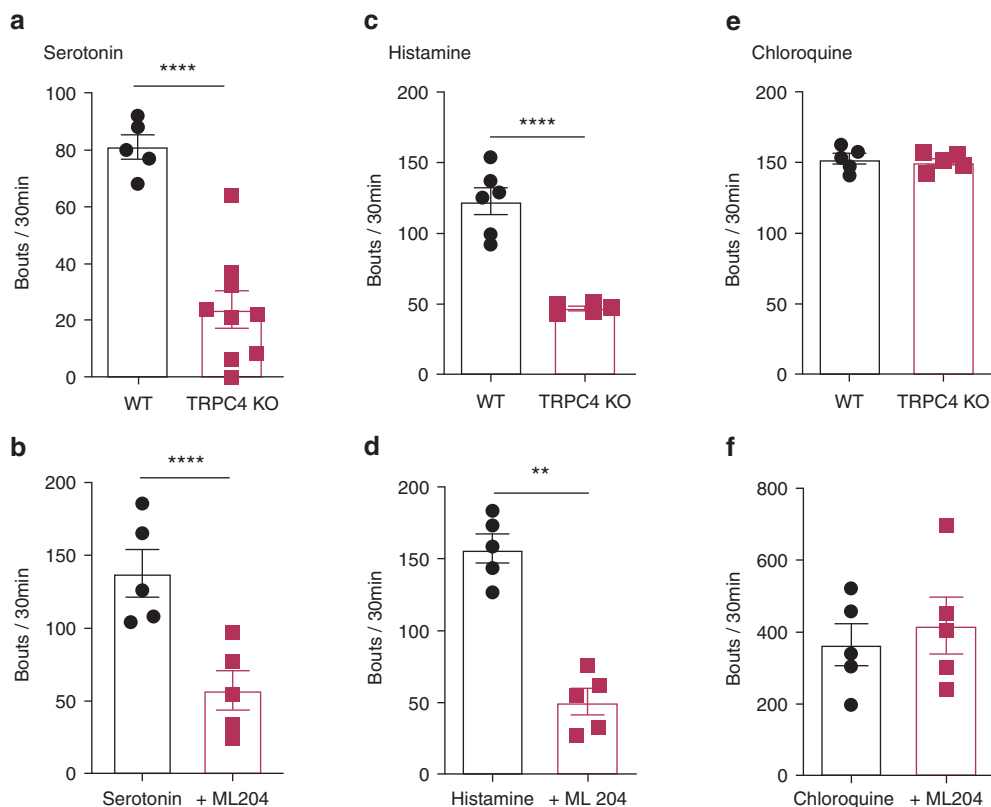 a
Serotonin
****
100
80
60
40
20
0
Bouts / 30min
WT TRPC4 KO
c
Histamine
****
200
150
100
50
0
Bouts / 30min
WT TRPC4 KO
e
Chloroquine
200
150
100
50
0
Bouts / 30min
WT TRPC4 KO
b
****
200
150
100
50
0
Bouts / 30min
Serotonin + ML204
d
**
200
150
100
50
0
Bouts / 30min
Histamine + ML 204
f
800
600
400
200
0
Bouts / 30min
Chloroquine + ML204